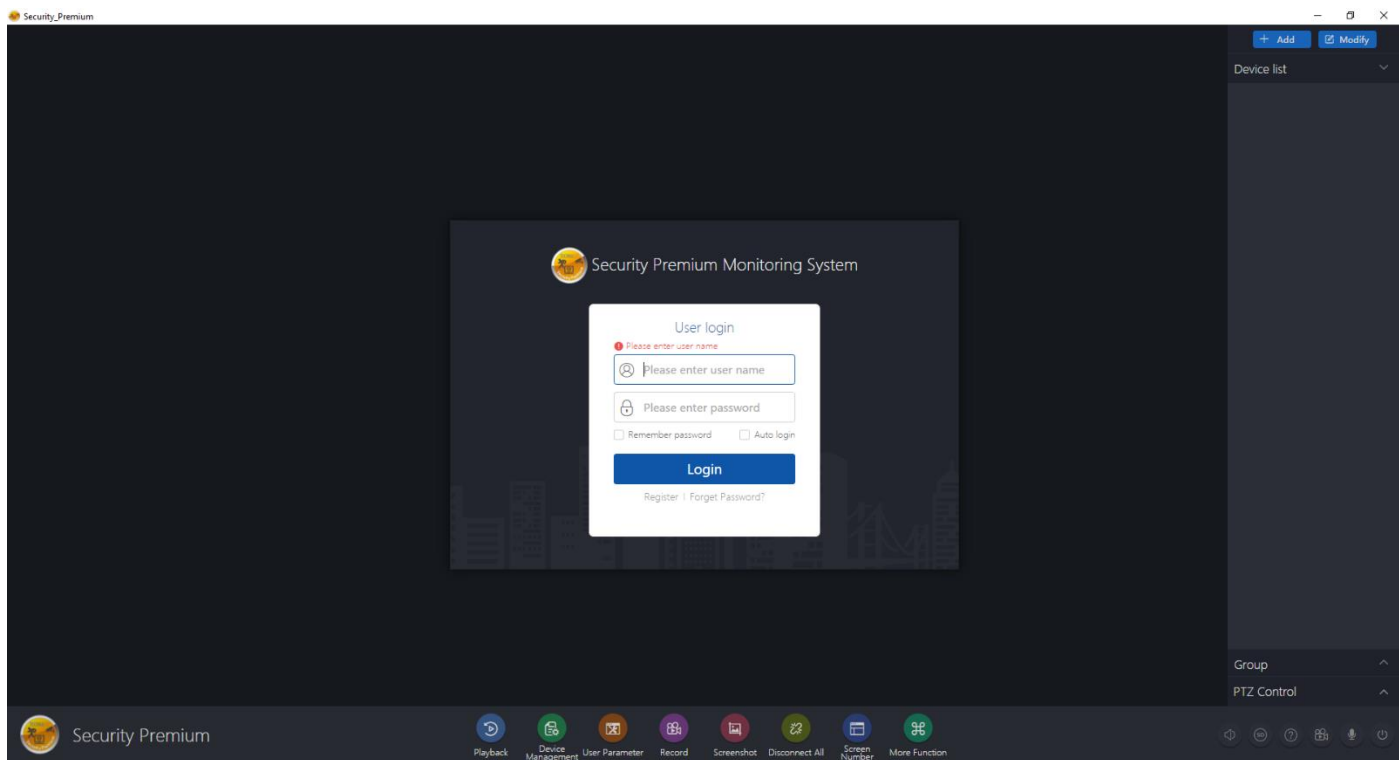 Security_Premium
Add
Modify
Device list
Security Premium Monitoring System
User login
Please enter user name
Please enter user name
Please enter password
Remember password
Auto login
Login
Register | Forget Password?
Group
PTZ Control
Security Premium
Playback
Device Management
User Parameter
Record
Screenshot
Disconnect All
Screen Number
More Function